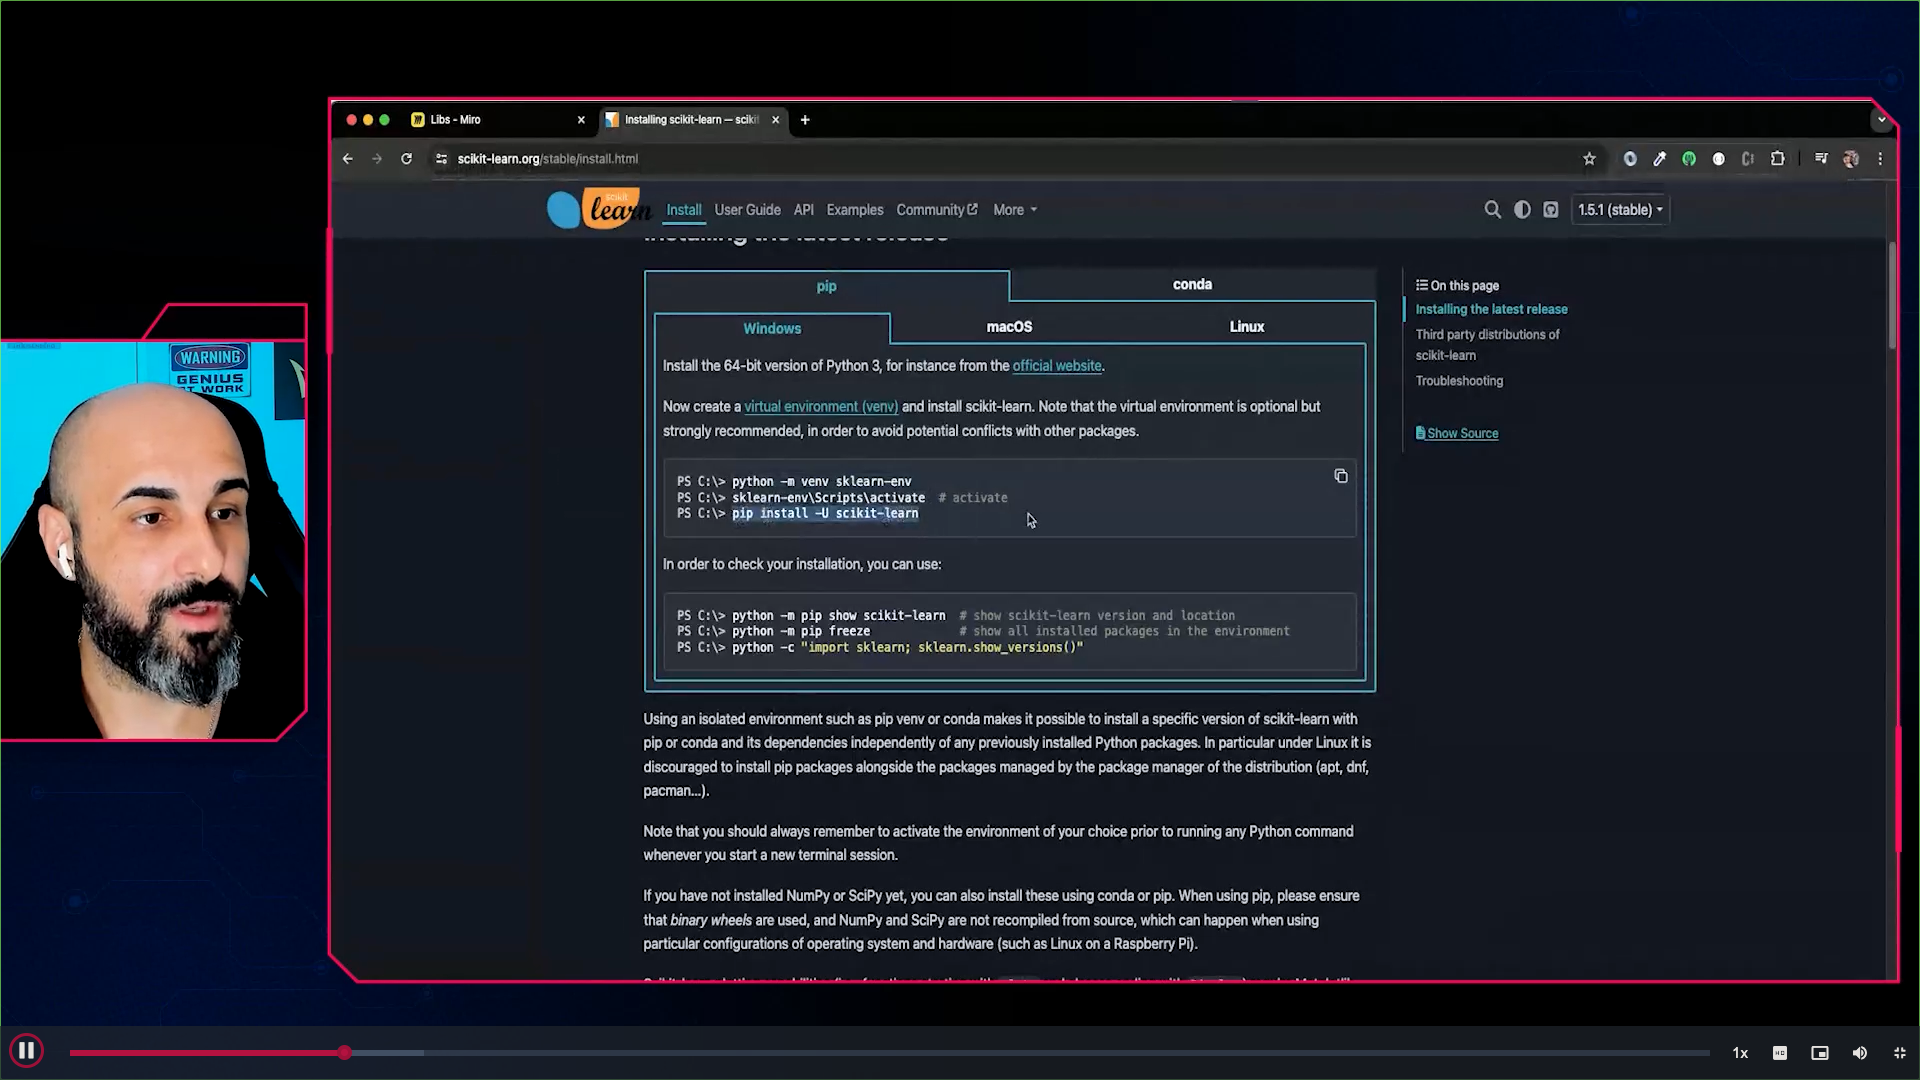 Libs - Miro
Installing scikit-learn — scikit
scikit-learn.org/stable/install.html
scikit
learn
Install
User Guide
API
Examples
Community
More
1.5.1 (stable)
Installing the latest release
pip
conda
On this page
Installing the latest release
Third party distributions of
scikit-learn
Troubleshooting
Show Source
Windows
macOS
Linux
Install the 64-bit version of Python 3, for instance from the official website.
Now create a virtual environment (venv) and install scikit-learn. Note that the virtual environment is optional but
strongly recommended, in order to avoid potential conflicts with other packages.
PS C:\> python -m venv sklearn-env
PS C:\> sklearn-env\Scripts\activate # activate
PS C:\> pip install -U scikit-learn
In order to check your installation, you can use:
PS C:\> python -m pip show scikit-learn # show scikit-learn version and location
PS C:\> python -m pip freeze # show all installed packages in the environment
PS C:\> python -c "import sklearn; sklearn.show_versions()"
Using an isolated environment such as pip venv or conda makes it possible to install a specific version of scikit-learn with
pip or conda and its dependencies independently of any previously installed Python packages. In particular under Linux it is
discouraged to install pip packages alongside the packages managed by the package manager of the distribution (apt, dnf,
pacman...).
Note that you should always remember to activate the environment of your choice prior to running any Python command
whenever you start a new terminal session.
If you have not installed NumPy or SciPy yet, you can also install these using conda or pip. When using pip, please ensure
that binary wheels are used, and NumPy and SciPy are not recompiled from source, which can happen when using
particular configurations of operating system and hardware (such as Linux on a Raspberry Pi).
WARNING
GENIUS
AT WORK
1x
HD